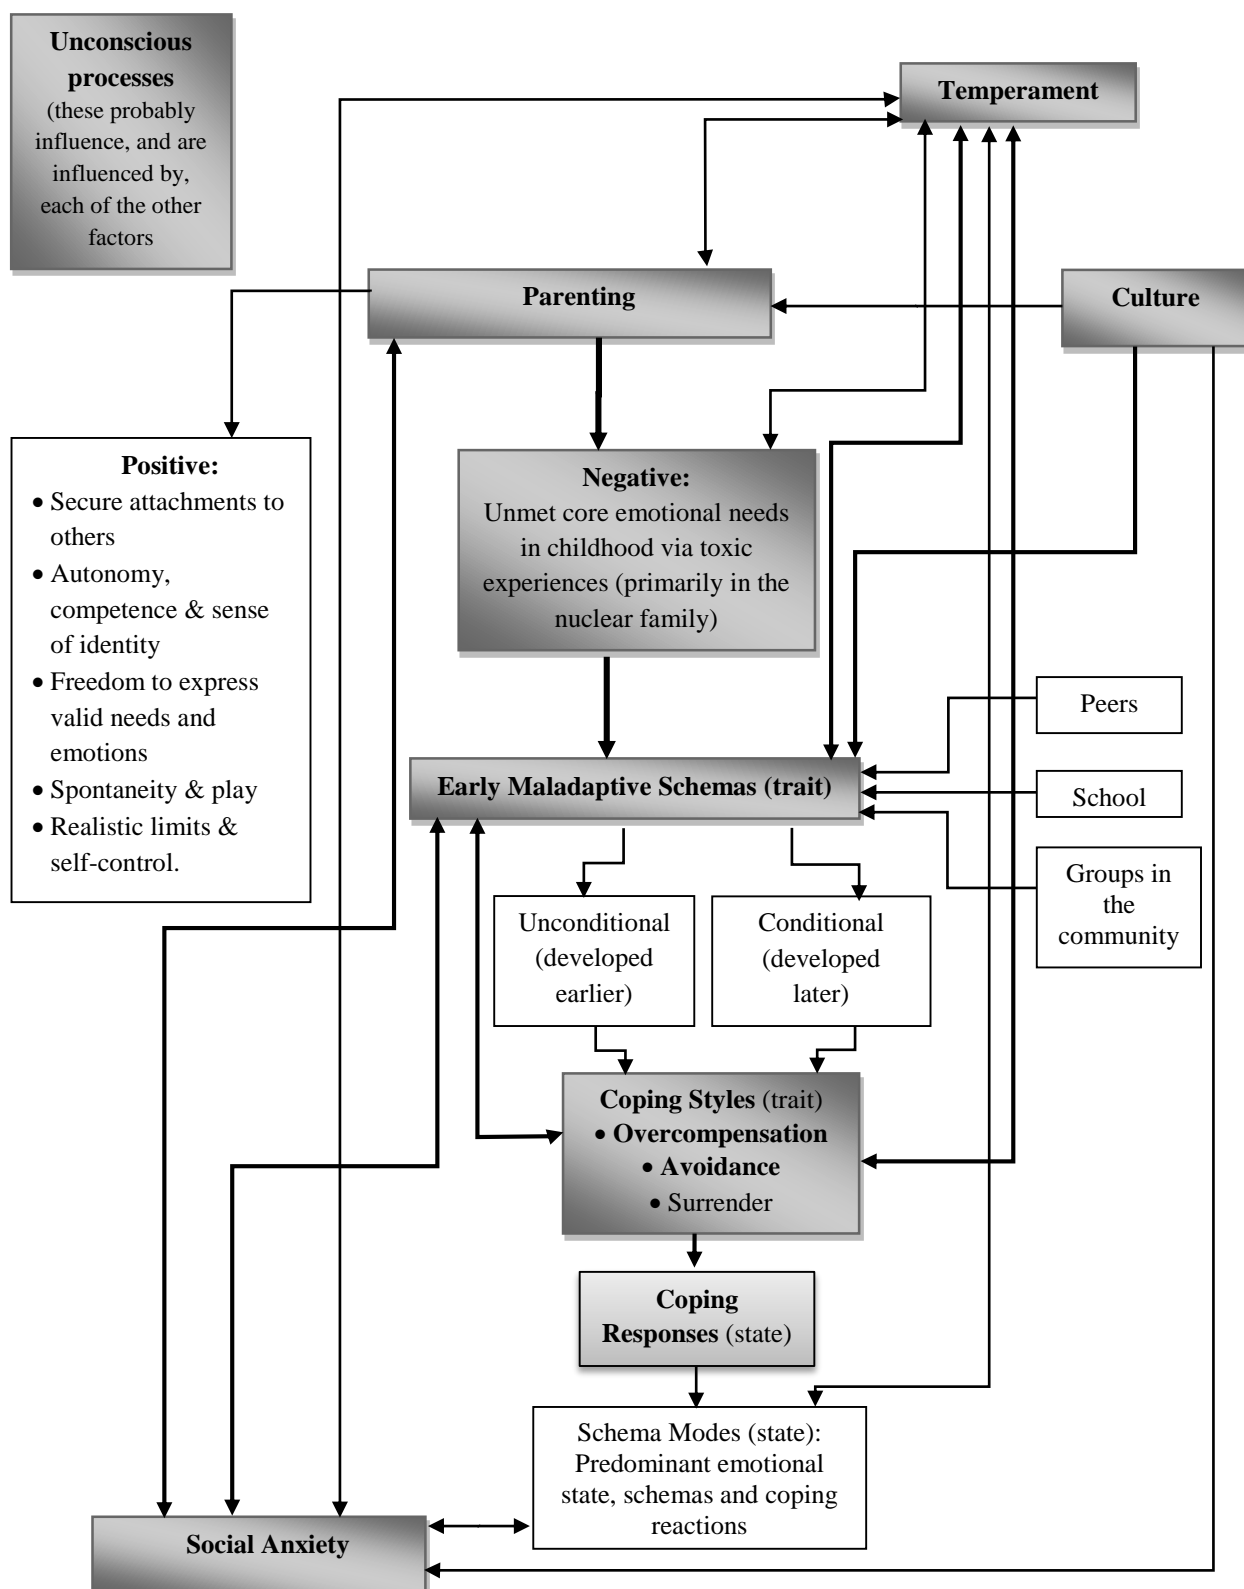 Unconscious
processes
(these probably
influence, and are
influenced by,
each of the other
factors
Temperament
Parenting
Culture
Positive:
• Secure attachments to
others
• Autonomy,
competence & sense
of identity
• Freedom to express
valid needs and
emotions
• Spontaneity & play
• Realistic limits &
self-control.
Negative:
Unmet core emotional needs
in childhood via toxic
experiences (primarily in the
nuclear family)
Peers
Early Maladaptive Schemas (trait)
School
Groups in
the
community
Unconditional
(developed
earlier)
Conditional
(developed
later)
Coping Styles (trait)
• Overcompensation
• Avoidance
• Surrender
Coping
Responses (state)
Schema Modes (state):
Predominant emotional
state, schemas and coping
reactions
Social Anxiety